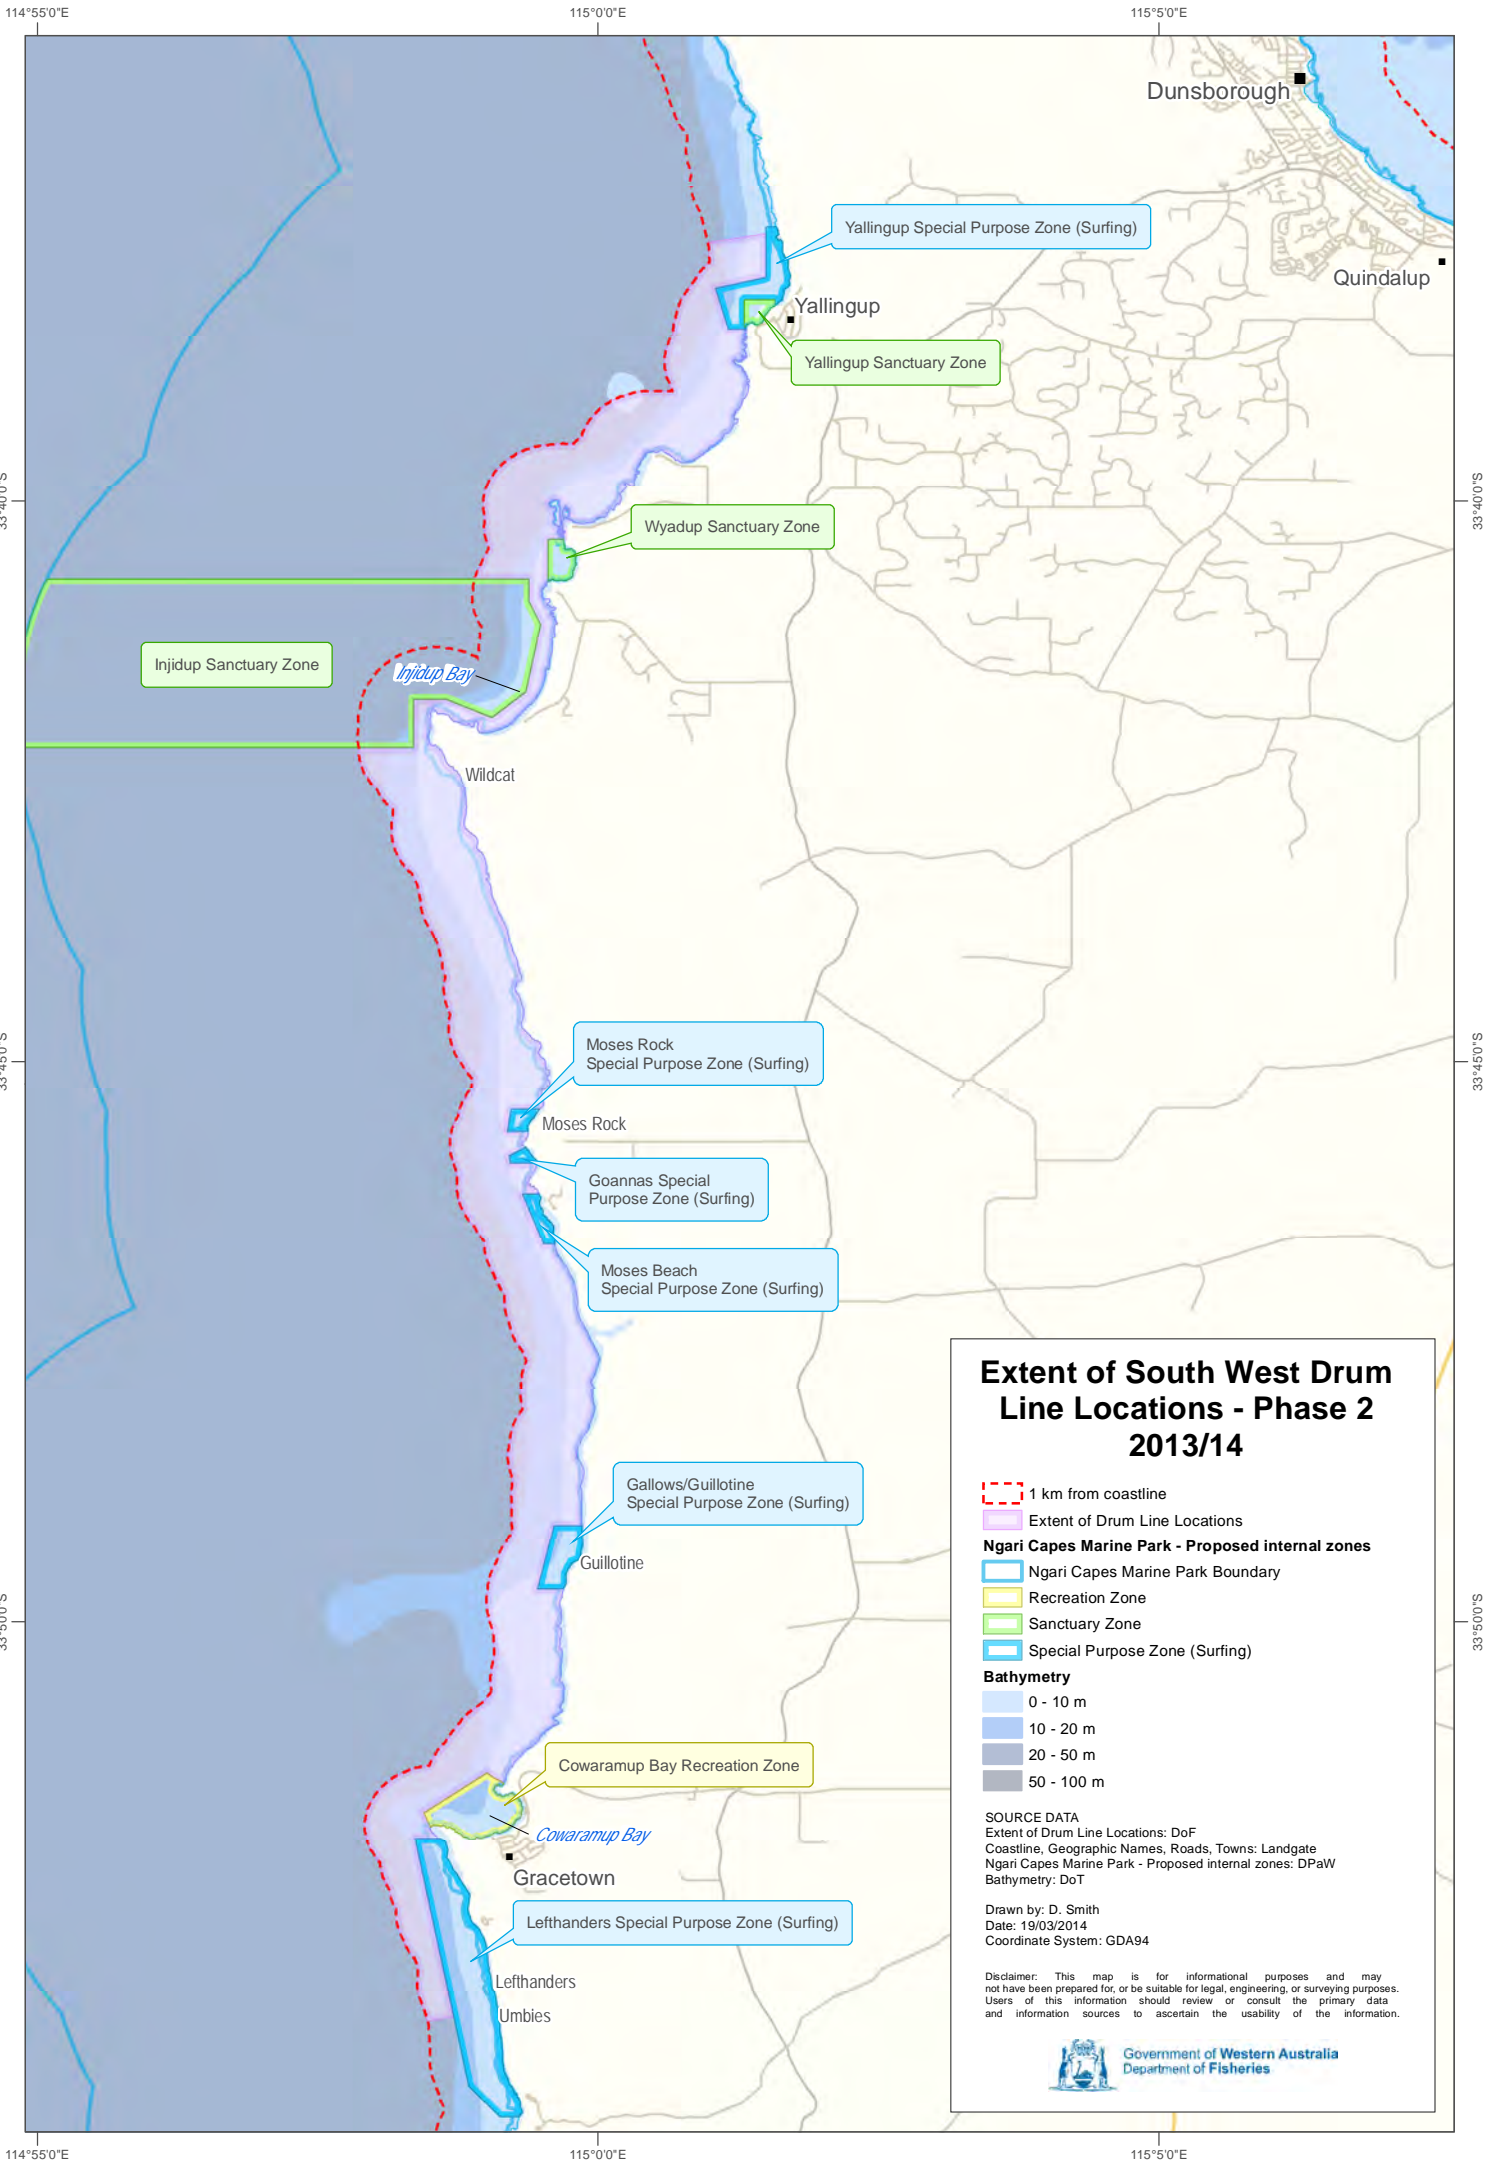 114°55'0"E
115°0'0"E
115°5'0"E
Dunsborough
Yallingup Special Purpose Zone (Surfing)
Quindalup
Yallingup
Yallingup Sanctuary Zone
33°40'0"S
33°40'0"S
Wyadup Sanctuary Zone
Injidup Sanctuary Zone
Injidup Bay
Wildcat
33°45'0"S
33°45'0"S
Moses Rock
Special Purpose Zone (Surfing)
Moses Rock
Goannas Special
Purpose Zone (Surfing)
Moses Beach
Special Purpose Zone (Surfing)
Gallows/Guillotine
Special Purpose Zone (Surfing)
Guillotine
33°50'0"S
33°50'0"S
Cowaramup Bay Recreation Zone
Cowaramup Bay
Gracetown
Lefthanders Special Purpose Zone (Surfing)
Lefthanders
Umbies
Extent of South West Drum
Line Locations - Phase 2
2013/14
1 km from coastline
Extent of Drum Line Locations
Ngari Capes Marine Park - Proposed internal zones
Ngari Capes Marine Park Boundary
Recreation Zone
Sanctuary Zone
Special Purpose Zone (Surfing)
Bathymetry
0 - 10 m
10 - 20 m
20 - 50 m
50 - 100 m
SOURCE DATA
Extent of Drum Line Locations: DoF
Coastline, Geographic Names, Roads, Towns: Landgate
Ngari Capes Marine Park - Proposed internal zones: DPaW
Bathymetry: DoT
Drawn by: D. Smith
Date: 19/03/2014
Coordinate System: GDA94
Disclaimer: This map is for informational purposes and may
not have been prepared for, or be suitable for legal, engineering, or surveying purposes.
Users of this information should review or consult the primary data
and information sources to ascertain the usability of the information.
Government of Western Australia
Department of Fisheries
114°55'0"E
115°0'0"E
115°5'0"E